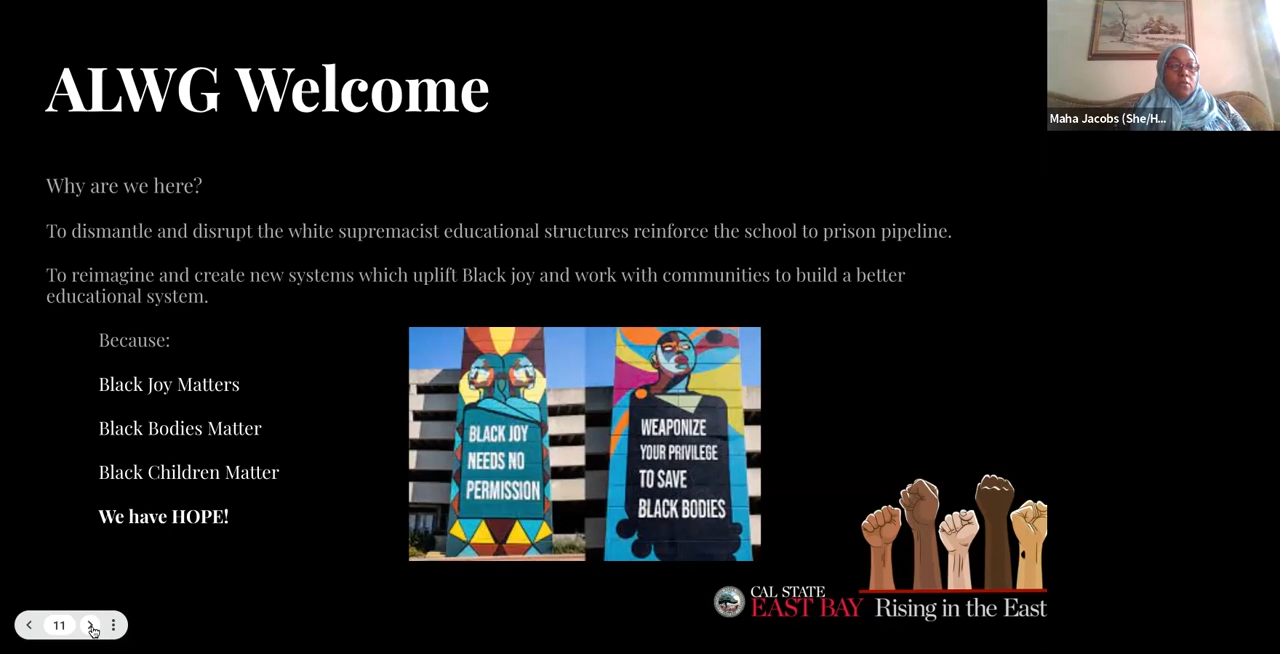 ALWG Welcome
Maha Jacobs (She/H...
Why are we here?
To dismantle and disrupt the white supremacist educational structures reinforce the school to prison pipeline.
To reimagine and create new systems which uplift Black joy and work with communities to build a better
educational system.
Because:
Black Joy Matters
Black Bodies Matter
Black Children Matter
We have HOPE!
BLACK JOY
NEEDS NO
PERMISSION
WEAPONIZE
YOUR PRIVILEGE
TO SAVE
BLACK BODIES
CAL STATE
EAST BAY
Rising in the East
11